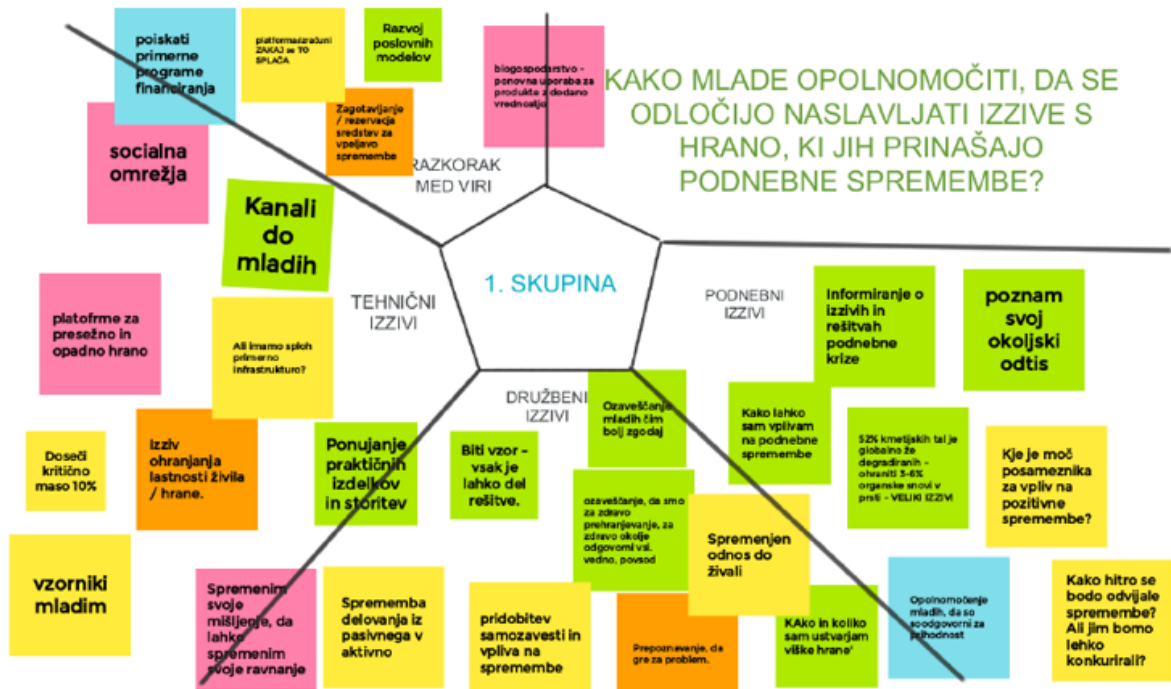 poiskati
primerne
programe
financiranja
platforma/izračuni
ZAKAJ se TO
SPLAČA
Razvoj
poslovnih
modelov
biogospodarstvo -
ponovna uporaba za
produkte z dodano
vrednostjo
KAKO MLADE OPOLNOMOČITI, DA SE
ODLOČIJO NASLAVLJATI IZZIVE S
HRANO, KI JIH PRINAŠAJO
PODNEBNE SPREMEMBE?
Zagotavljanje
/ rezervacija
sredstev za
vpeljavo
spremembe
socialna
omrežja
RAZKORAK
MED VIRI
Kanali
do
mladih
1. SKUPINA
TEHNIČNI
IZZIVI
PODNEBNI
IZZIVI
Informiranje o
izzivih in
rešitvah
podnebne
krize
poznam
svoj
okoljski
odtis
platofrme za
presežno in
opadno hrano
Ali imamo sploh
primerno
infrastrukturo?
DRUŽBENI
IZZIVI
Ozaveščanje
mladih čim
bolj zgodaj
Kako lahko
sam vplivam
na podnebne
spremembe
52% kmetijskih tal je
globalno že
degradiranih -
ohraniti 3-6%
organske snovi v
prsti - VELIKI IZZIVI
Kje je moč
posameznika
za vpliv na
pozitivne
spremembe?
Doseči
kritično
maso 10%
Izziv
ohranjanja
lastnosti živila
/ hrane.
Ponujanje
praktičnih
izdelkov
in storitev
Biti vzor -
vsak je
lahko del
rešitve.
ozaveščanje, da smo
za zdravo
prehranjevanje, za
zdravo okolje
odgovorni vsi.
vedno, povsod
Spremenjen
odnos do
živali
vzorniki
mladim
Spremenim
svoje
mišljenje, da
lahko
spremenim
svoje ravnanje
Sprememba
delovanja iz
pasivnega v
aktivno
pridobitev
samozavesti in
vpliva na
spremembe
Prepoznavanje, da
gre za problem.
KAko in koliko
sam ustvarjam
viške hrane'
Opolnomočenje
mladih, da so
soodgovorni za
prihodnost
Kako hitro se
bodo odvijale
spremembe?
Ali jim bomo
lehko
konkurirali?